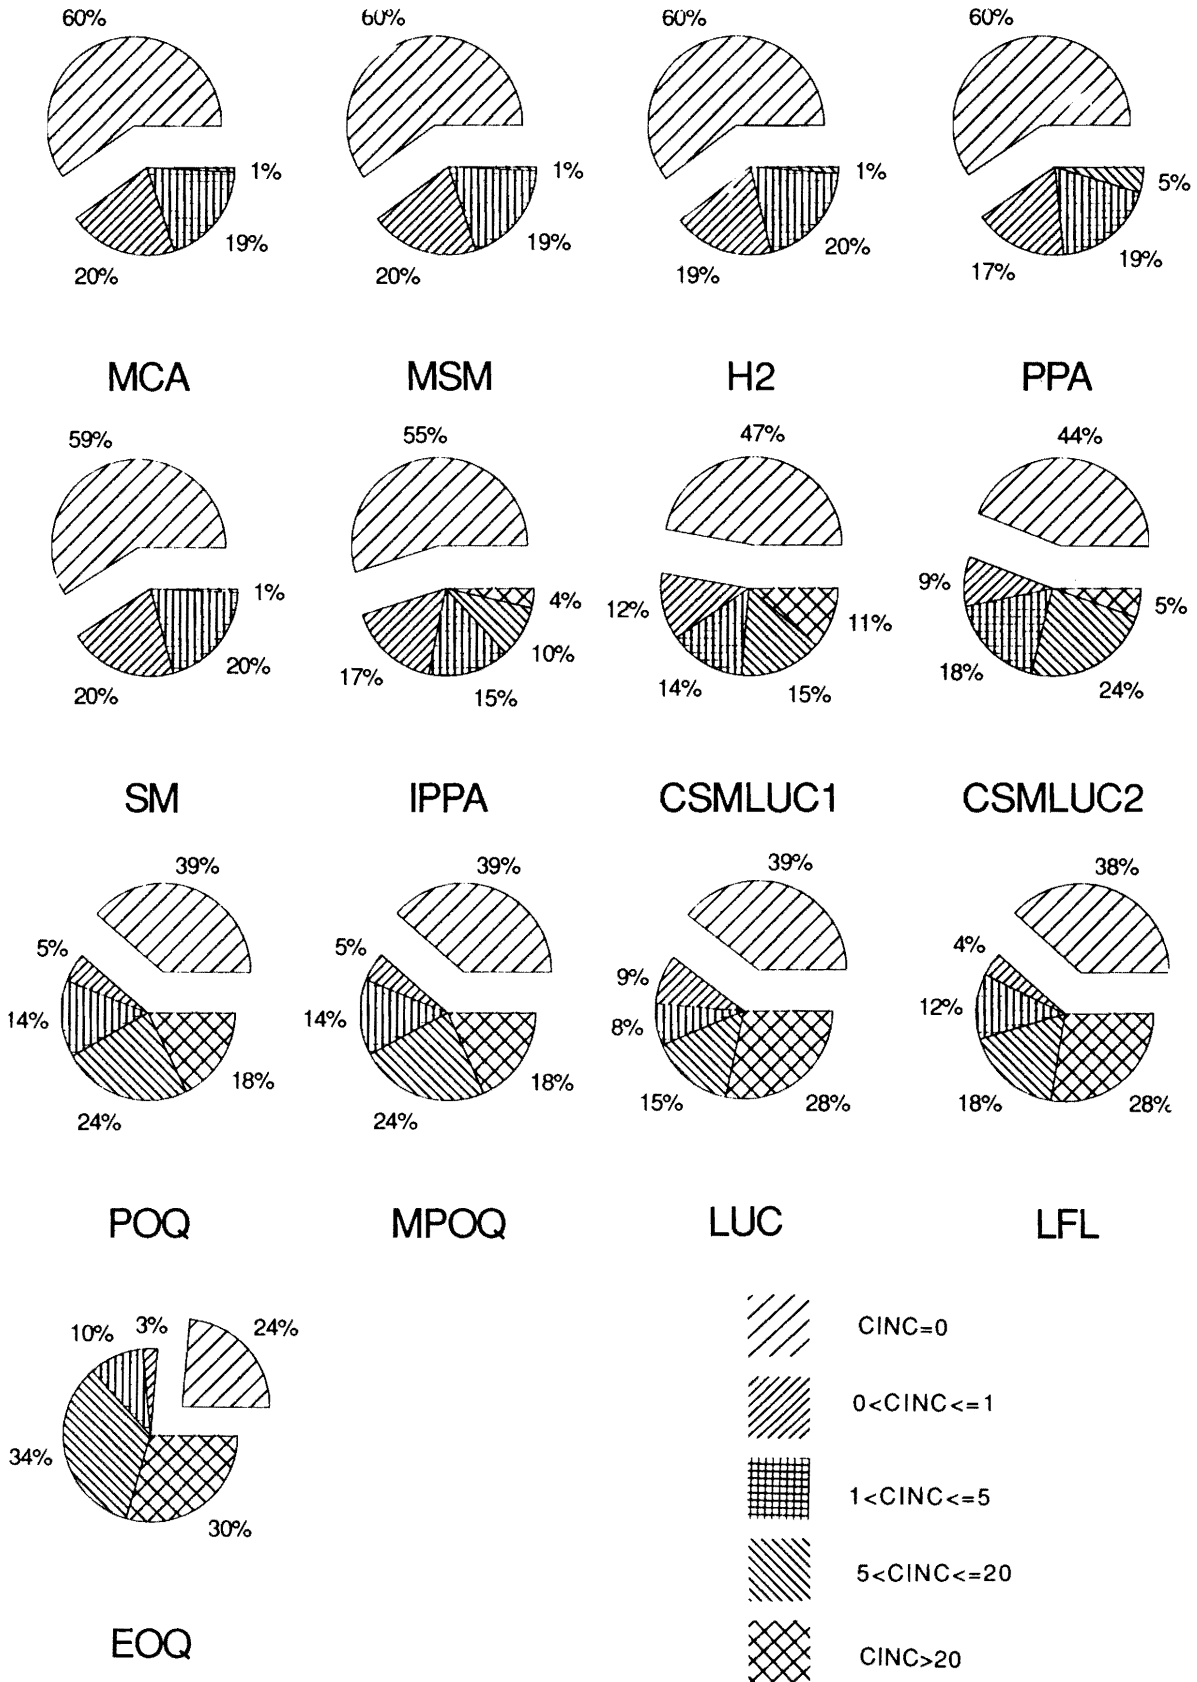 60% 60% 60% 60%
1% 1% 1% 5%
19% 19% 20% 19%
20% 20% 19% 17%
MCA MSM H2 PPA
59% 55% 47% 44%
1% 4% 12% 11% 9% 5%
20% 10%
20% 17% 15% 14% 15% 18% 24%
SM IPPA CSMLUC1 CSMLUC2
39% 39% 39% 38%
5% 5% 9% 4%
14% 14% 8% 12%
18% 18% 15% 28% 18% 28%
24% 24%
POQ MPOQ LUC LFL
10% 3% 24%
CINC=0
0<CINC<=1
34%
1<CINC<=5
30%
5<CINC<=20
EOQ
CINC>20